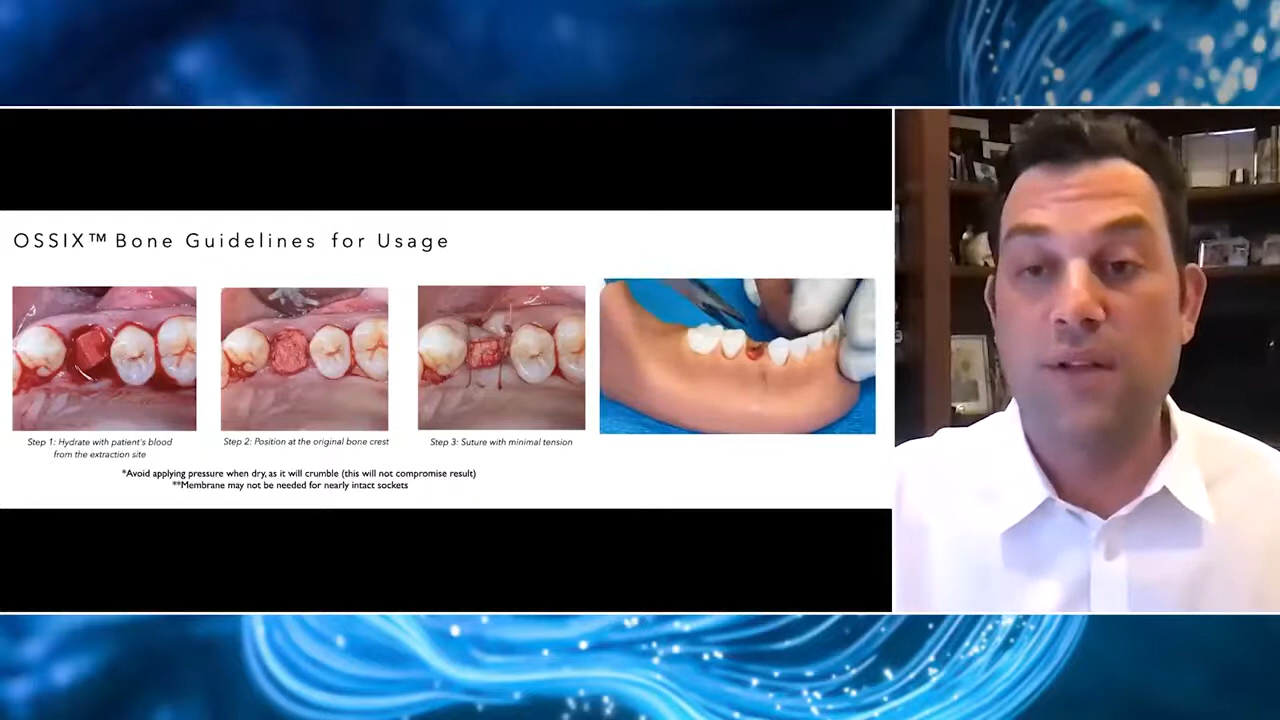 OSSIX™ Bone Guidelines for Usage
Step 1: Hydrate with patient's blood
from the extraction site
Step 2: Position at the original bone crest
Step 3: Suture with minimal tension
*Avoid applying pressure when dry, as it will crumble (this will not compromise result)
**Membrane may not be needed for nearly intact sockets